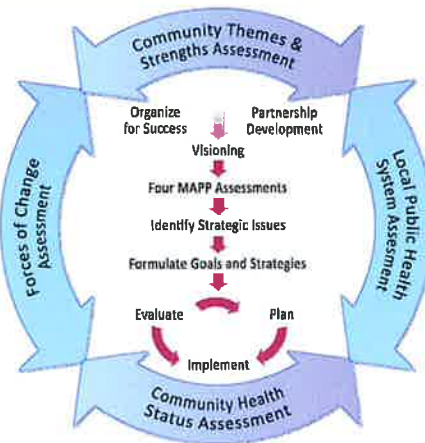 Community Themes &
Strengths Assessment
Organize
for Success
Partnership
Development
Visioning
Four MAPP Assessments
Identify Strategic Issues
Formulate Goals and Strategies
Evaluate
Plan
Implement
Forces of Change
Assessment
Local Public Health
System Assesment
Community Health
Status Assessment